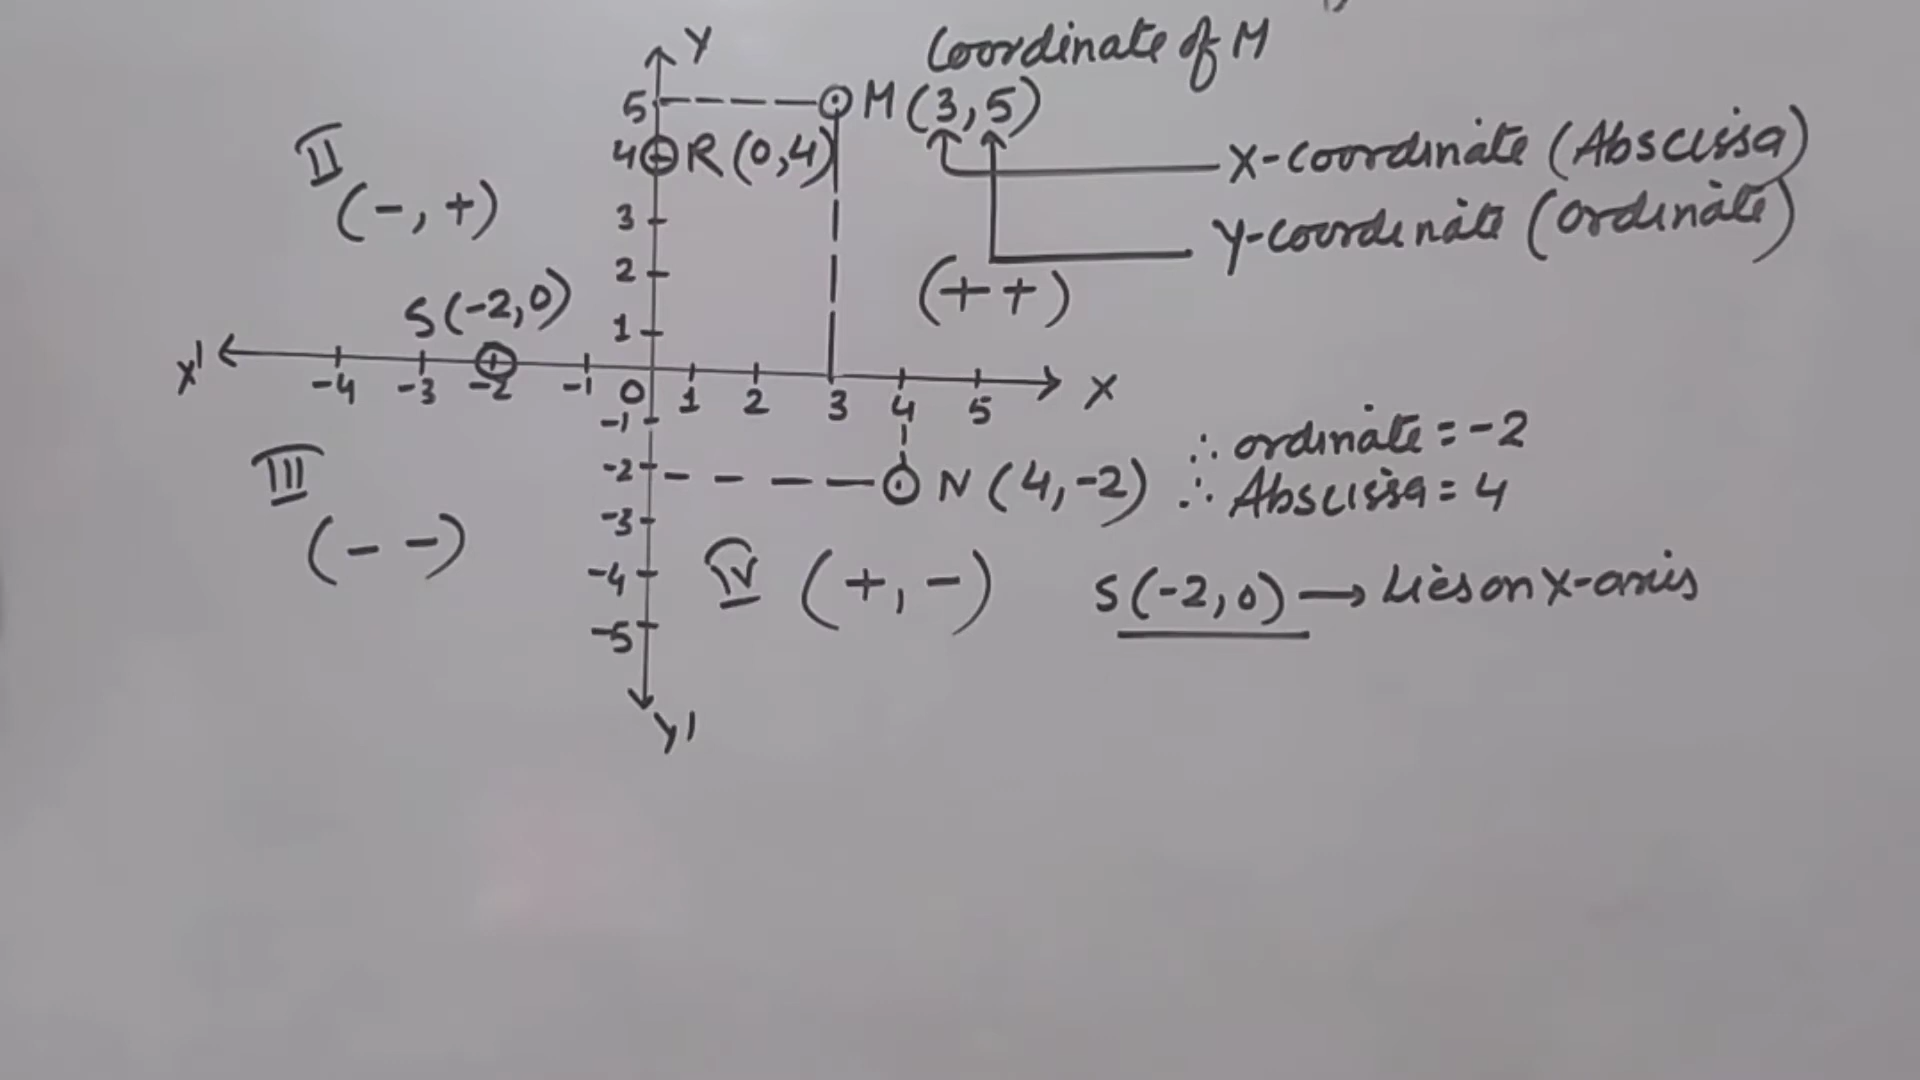 Coordinate of M
Y
5
M (3,5)
4
R (0,4)
X-coordinate (Abscissa)
Y-coordinate (ordinate)
II
(-,+)
3
2
(++)
S(-2,0)
1
X'
-4 -3 -2 -1 0 1 2 3 4 5
X
-1
∴ ordinate = -2
-2
N (4,-2)
∴ Abscissa = 4
III
(- -)
-3
-4
IV (+,-)
S(-2,0) → Lies on X-axis
-5
Y'